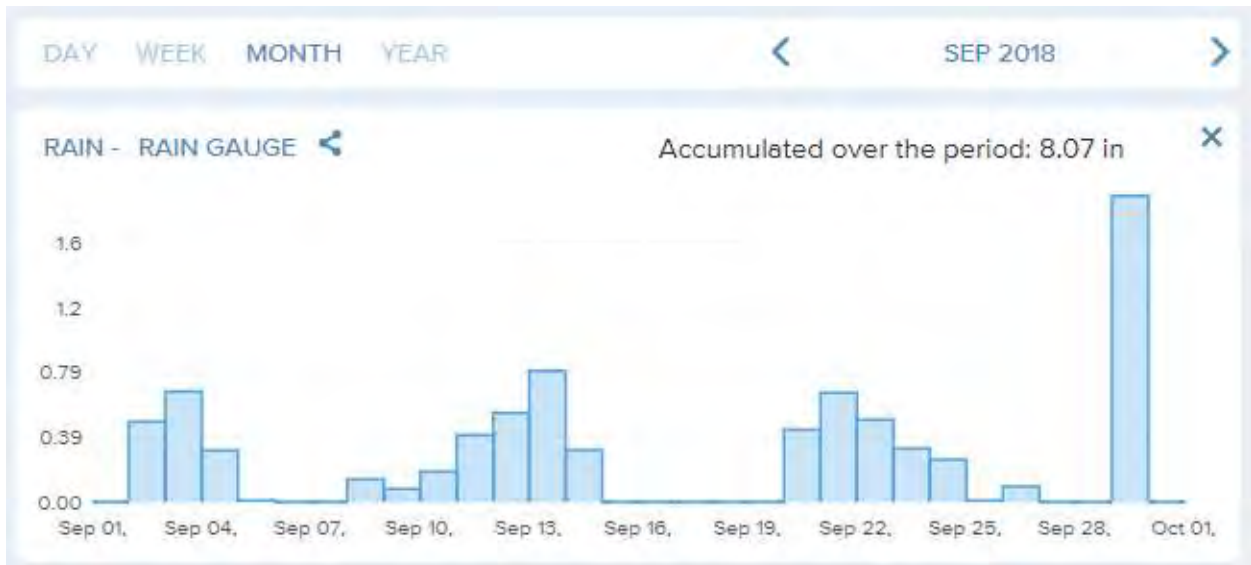 DAY WEEK MONTH YEAR SEP 2018
RAIN - RAIN GAUGE Accumulated over the period: 8.07 in
1.6
1.2
0.79
0.39
0.00
Sep 01, Sep 04, Sep 07, Sep 10, Sep 13, Sep 16, Sep 19, Sep 22, Sep 25, Sep 28, Oct 01,